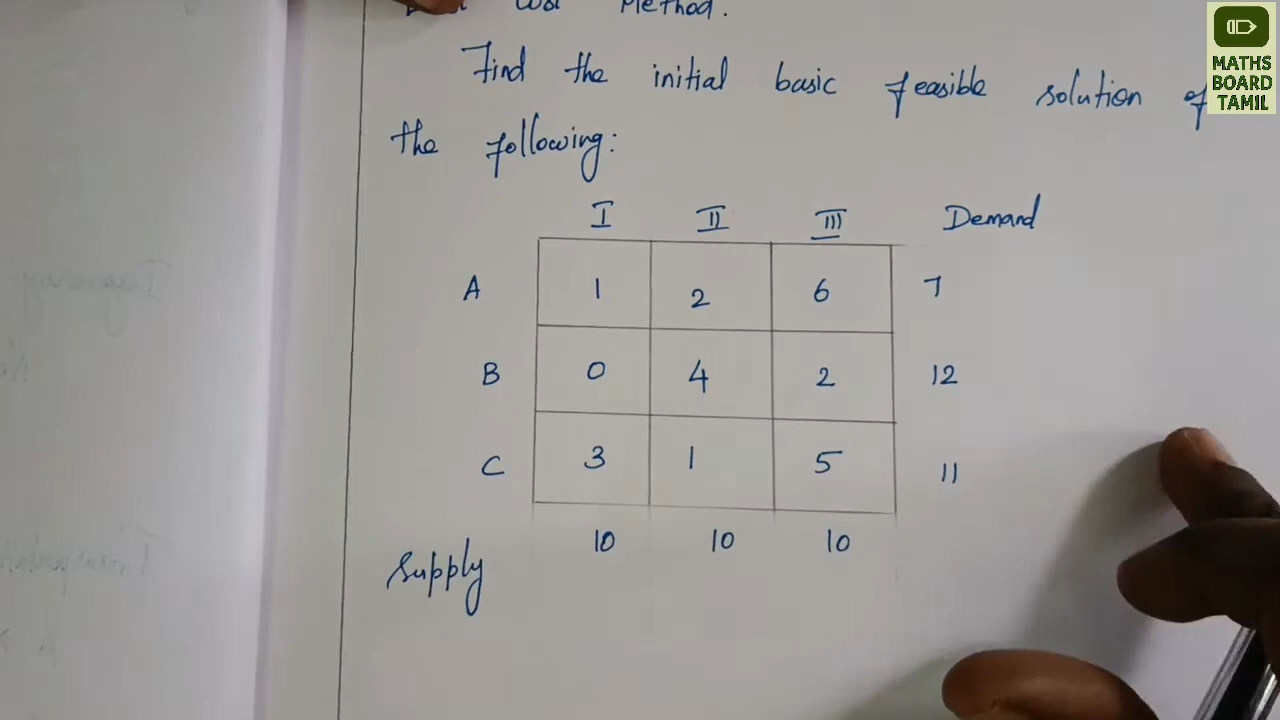 Cost Method.
Find the initial basic feasible solution of
the following:
I II III Demand
A 1 2 6 7
B 0 4 2 12
C 3 1 5 11
10 10 10
Supply
MATHS
BOARD
TAMIL